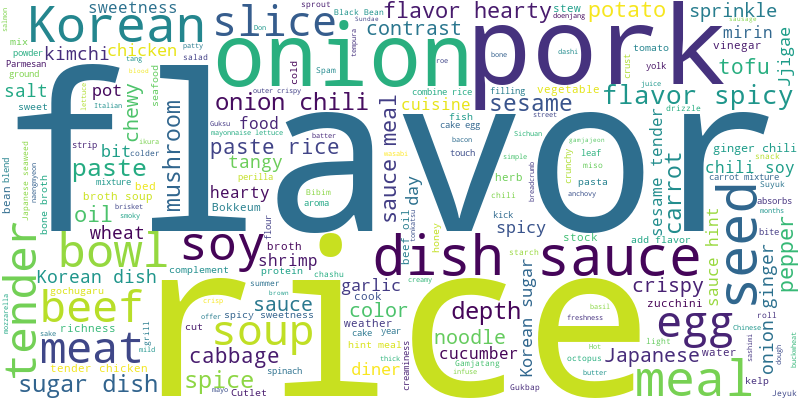 flavor
rice
pork
onion
dish sauce
Korean
slice
soy
egg
seed
meal
meat
beef
bowl
soup
tender
flavor hearty
flavor spicy
potato
sprinkle
contrast
stew
mirin
vinegar
tofu
Jjigae
sesame
cuisine
vegetable
tomato
yolk
crust
filling
bone
dashi
roe
doenjang
sausage
sprout
Don
Sundae
Black Bean
patty
salad
tempura
Spam
cold
outer crispy
combine rice
mayonnaise lettuce
Guksu
batter
fish
cake egg
bacon
touch
street
Sichuan
sweetness
salmon
mix
powder
Parmesan
ground
kimchi
chicken
tang
blood
salt
sweet
pot
Italian
lettuce
seafood
chewy
ikura
colder
mushroom
onion chili
food
paste rice
tangy
hearty
perilla
Bokkeum
Bibim
aroma
sauce meal
day
herb
chili
spicy
kick
wasabi
simple
breadcrumb
anchovy
pasta
miso
leaf
gamjajeon
crunchy
snack
juice
drizzle
ginger chili
chili soy
carrot
carrot mixture
sesame tender
Suyuk
absorbs
months
bite
pepper
onion ginger
sauce hint
add flavor
stock
starch
honey
beef oil
tonkatsu
strip
bit
paste
mixture
bed
broth soup
bone broth
bean
blend
Japanese seaweed
naengmyeon
oil
brisket
smoky
wheat
flour
broth
shrimp
complement
protein
chashu
Korean dish
gochugaru
richness
mozzarella
sake
grill
mild
crisp
summer
brown
offer
spicy sweetness
sauce
garlic
cook
color
weather
cake
year
hint meal
diner
thick
creamy
creaminess
depth
noodle
cucumber
Gamjatang
infuse
Gukbap
butter
octopus
Hot
light
basil
freshness
Korean sugar
crispy
zucchini
Japanese
water
kelp
roll
Chinese
sashimi
dough
buckwheat
Jeyuk
cabbage
spice
cut
tender chicken
sugar dish
mayo
Cutlet
spinach